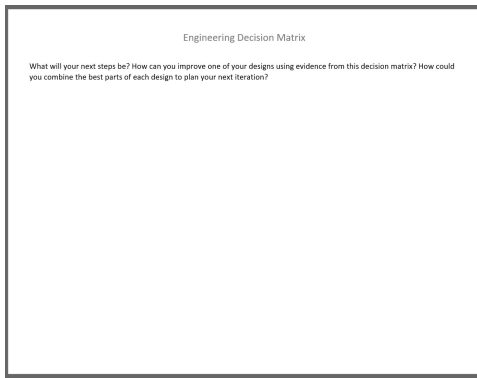 Engineering Decision Matrix
What will your next steps be? How can you improve one of your designs using evidence from this decision matrix? How could
you combine the best parts of each design to plan your next iteration?